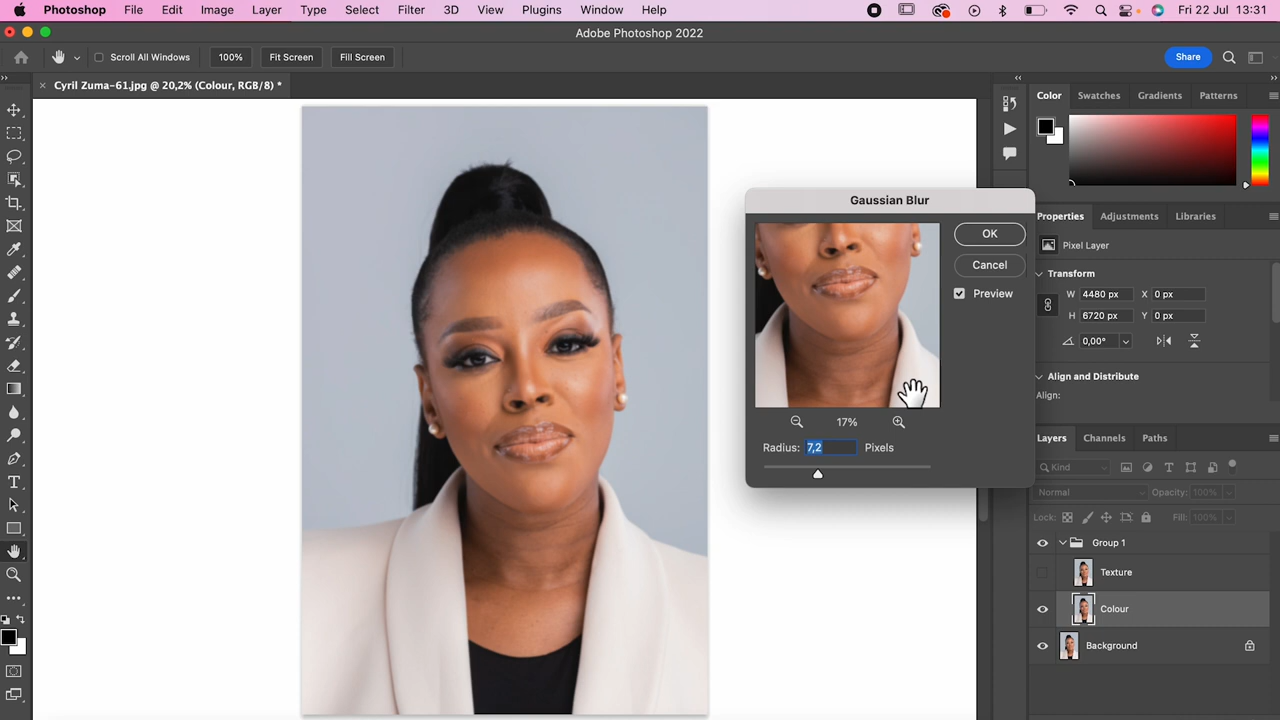 Photoshop File Edit Image Layer Type Select Filter 3D View Plugins Window Help Fri 22 Jul 13:31
Adobe Photoshop 2022
Scroll All Windows 100% Fit Screen Fill Screen Share
Cyril Zuma-61.jpg @ 20,2% (Colour, RGB/8) *
Color Swatches Gradients Patterns
Gaussian Blur
OK
Cancel
Preview
17%
Radius: 7,2 Pixels
Properties Adjustments Libraries
Pixel Layer
Transform
W 4480 px X 0 px
H 6720 px Y 0 px
0,00°
Align and Distribute
Align:
Layers Channels Paths
Kind
Normal Opacity: 100%
Lock: Fill: 100%
Group 1
Texture
Colour
Background